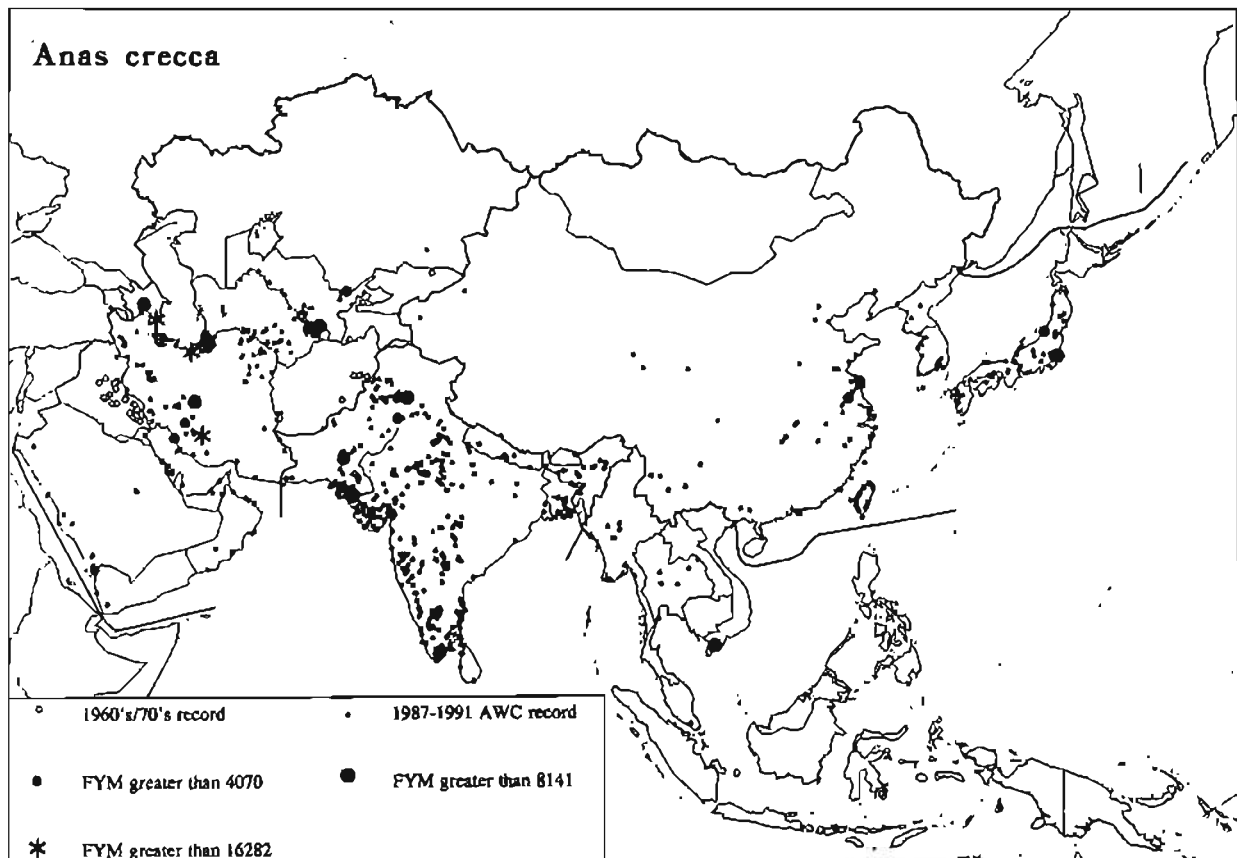 Anas crecca
1960's/70's record
1987-1991 AWC record
FYM greater than 4070
FYM greater than 8141
FYM greater than 16282